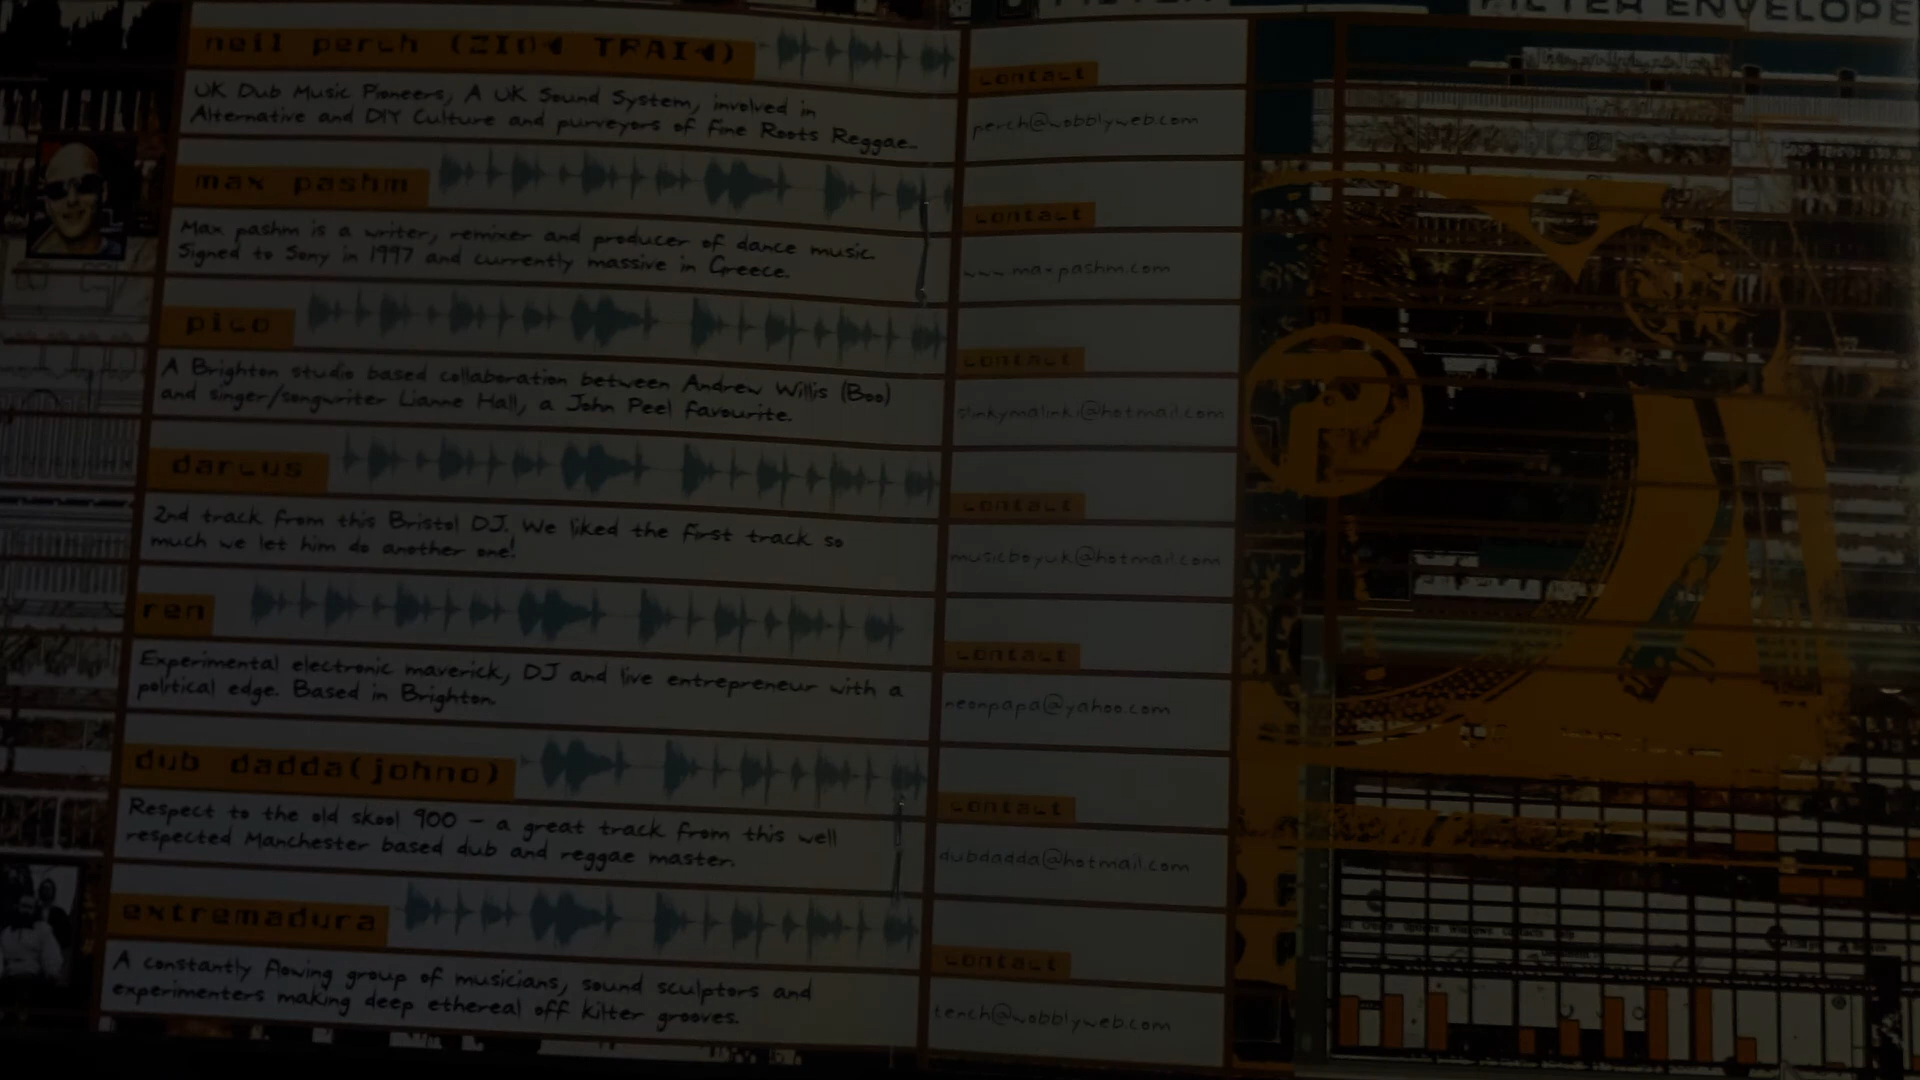 FILTER ENVELOPE
neil perch (ZION TRAIN)
contact
UK Dub Music Pioneers, A UK Sound System, involved in
Alternative and DIY Culture and purveyors of fine Roots Reggae.
perch@wobblyweb.com
max pashm
contact
Max pashm is a writer, remixer and producer of dance music.
Signed to Sony in 1997 and currently massive in Greece.
www.maxpashm.com
pico
contact
A Brighton studio based collaboration between Andrew Willis (Boo)
and singer/songwriter Lianne Hall, a John Peel favourite.
slinkymalinki@hotmail.com
darcus
contact
2nd track from this Bristol DJ. We liked the first track so
much we let him do another one!
musicboyuk@hotmail.com
ren
contact
Experimental electronic maverick, DJ and live entrepreneur with a
political edge. Based in Brighton.
neonpapa@yahoo.com
dub dadda(johno)
contact
Respect to the old skool 900 - a great track from this well
respected Manchester based dub and reggae master.
dubdadda@hotmail.com
extremadura
contact
A constantly flowing group of musicians, sound sculptors and
experimenters making deep ethereal off kilter grooves.
tench@wobblyweb.com